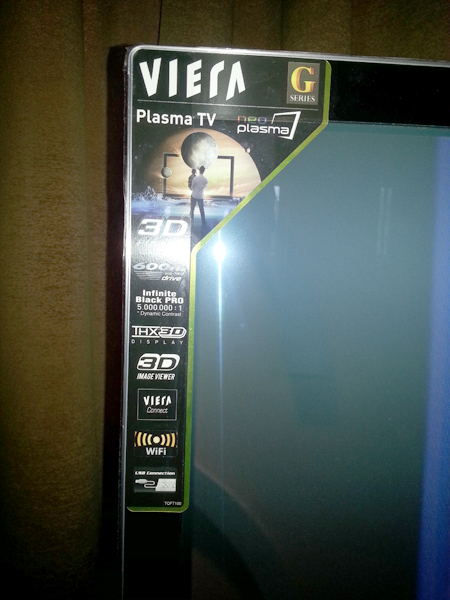 VIERA
G
SERIES
Plasma TV
neo
plasma
3D
600Hz
drive
Infinite
Black PRO
5.000.000:1
* Dynamic Contrast
THX 3D
DISPLAY
3D
IMAGE VIEWER
VIERA
Connect
WiFi
USB Connection